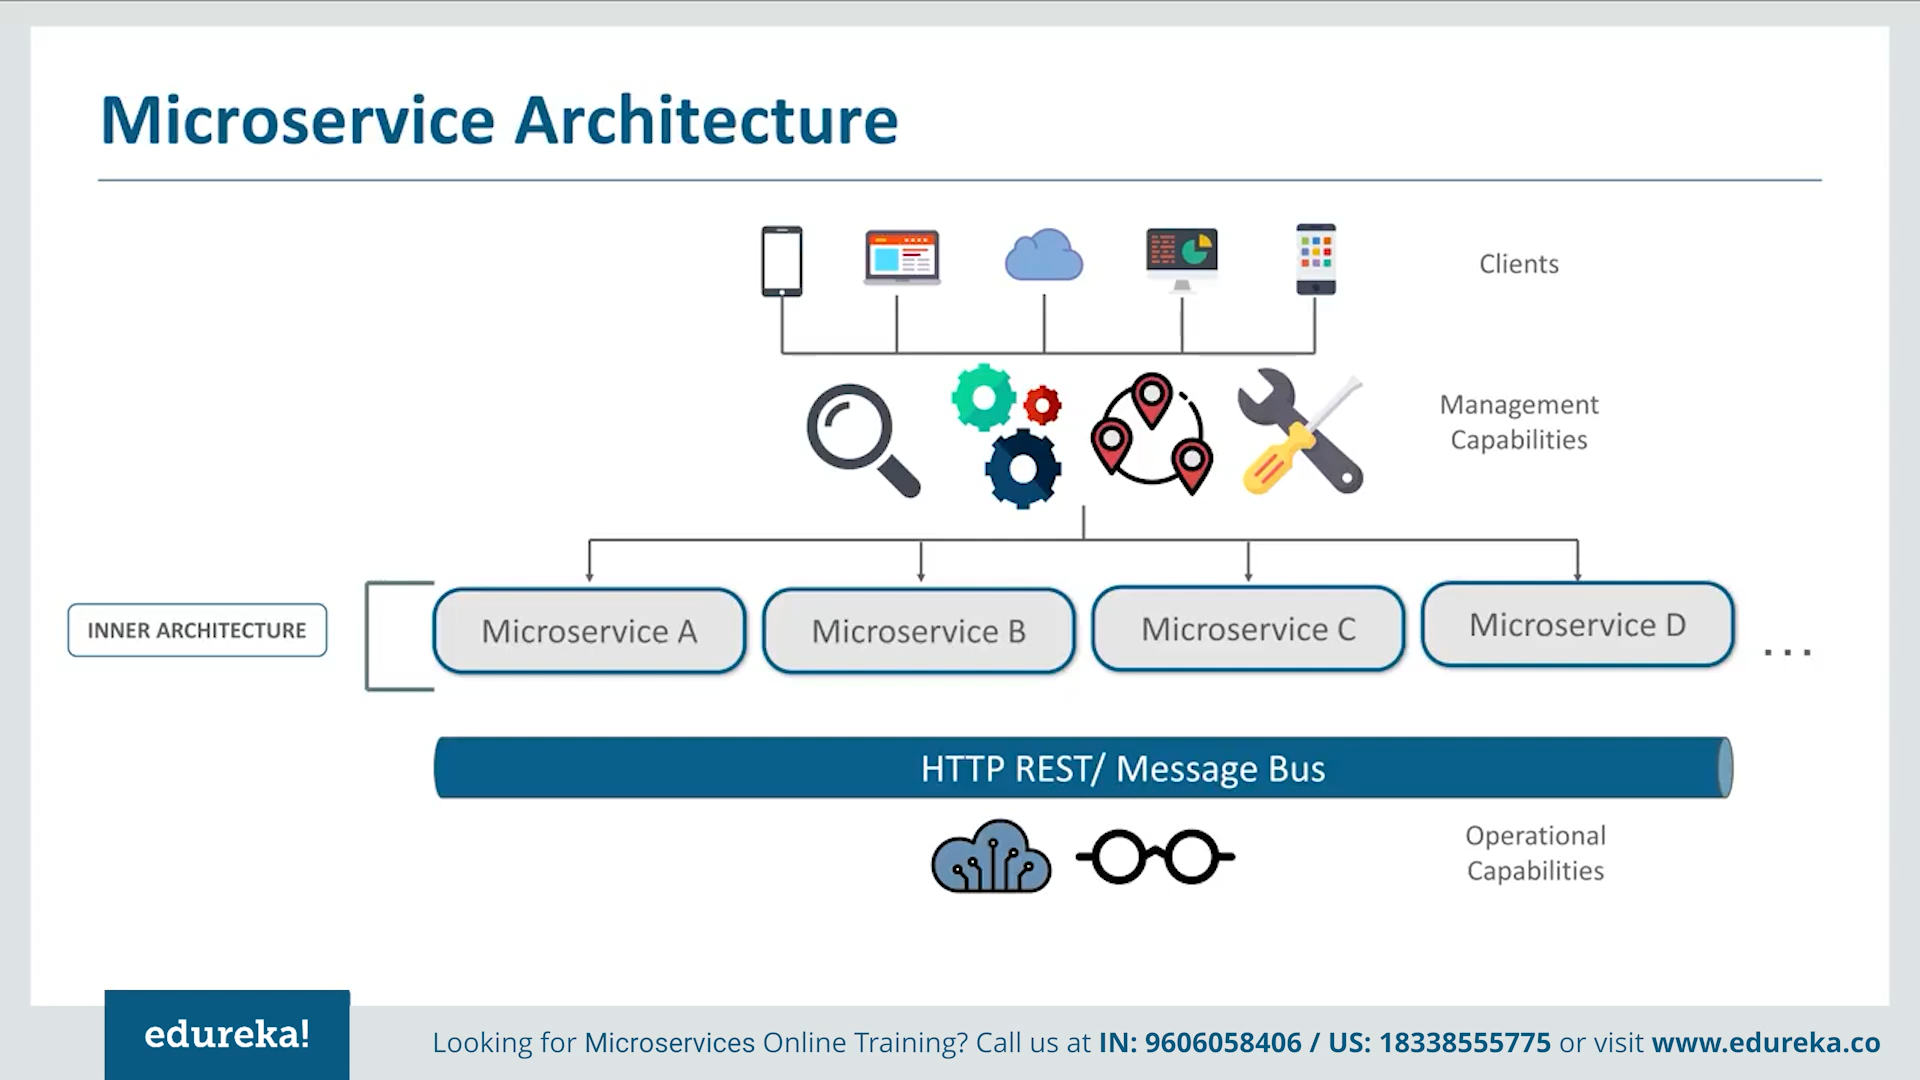 Microservice Architecture
Clients
Management
Capabilities
INNER ARCHITECTURE
Microservice A
Microservice B
Microservice C
Microservice D
...
HTTP REST/ Message Bus
Operational
Capabilities
edureka!
Looking for Microservices Online Training? Call us at IN: 9606058406 / US: 18338555775 or visit www.edureka.co